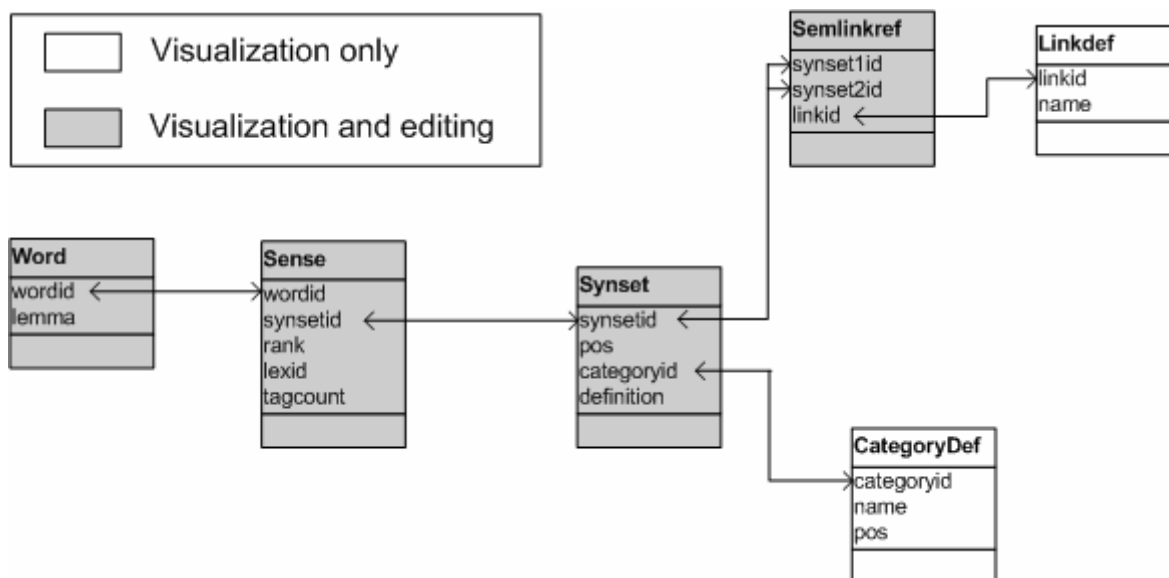 Visualization only
Visualization and editing
Semlinkref
synset1id
synset2id
linkid
Linkdef
linkid
name
Word
wordid
lemma
Sense
wordid
synsetid
rank
lexid
tagcount
Synset
synsetid
pos
categoryid
definition
CategoryDef
categoryid
name
pos